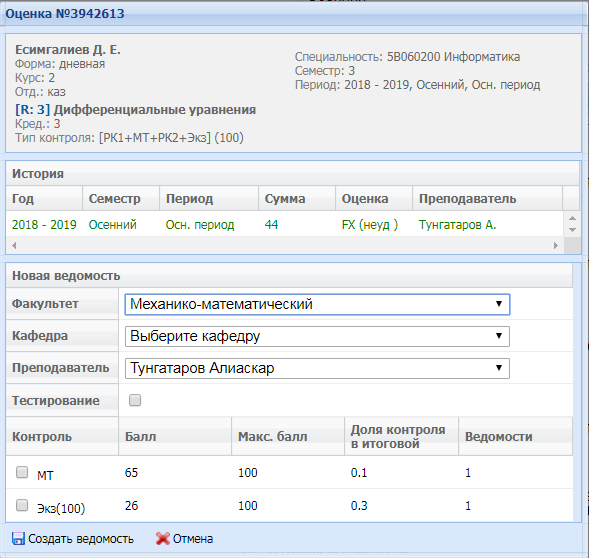 Оценка №3942613
Есимгалиев Д. Е.
Форма: дневная
Курс: 2
Отд.: каз
Специальность: 5B060200 Информатика
Семестр: 3
Период: 2018 - 2019, Осенний, Осн. период
[R: 3] Дифференциальные уравнения
Кред.: 3
Тип контроля: [РК1+МТ+РК2+Экз] (100)
История
Год Семестр Период Сумма Оценка Преподаватель
2018 - 2019 Осенний Осн. период 44 FX (неуд ) Тунгатаров А.
Новая ведомость
Факультет Механико-математический
Кафедра Выберите кафедру
Преподаватель Тунгатаров Алиаскар
Тестирование
Контроль Балл Макс. балл Доля контроля в итоговой Ведомости
МТ 65 100 0.1 1
Экз(100) 26 100 0.3 1
Создать ведомость Отмена